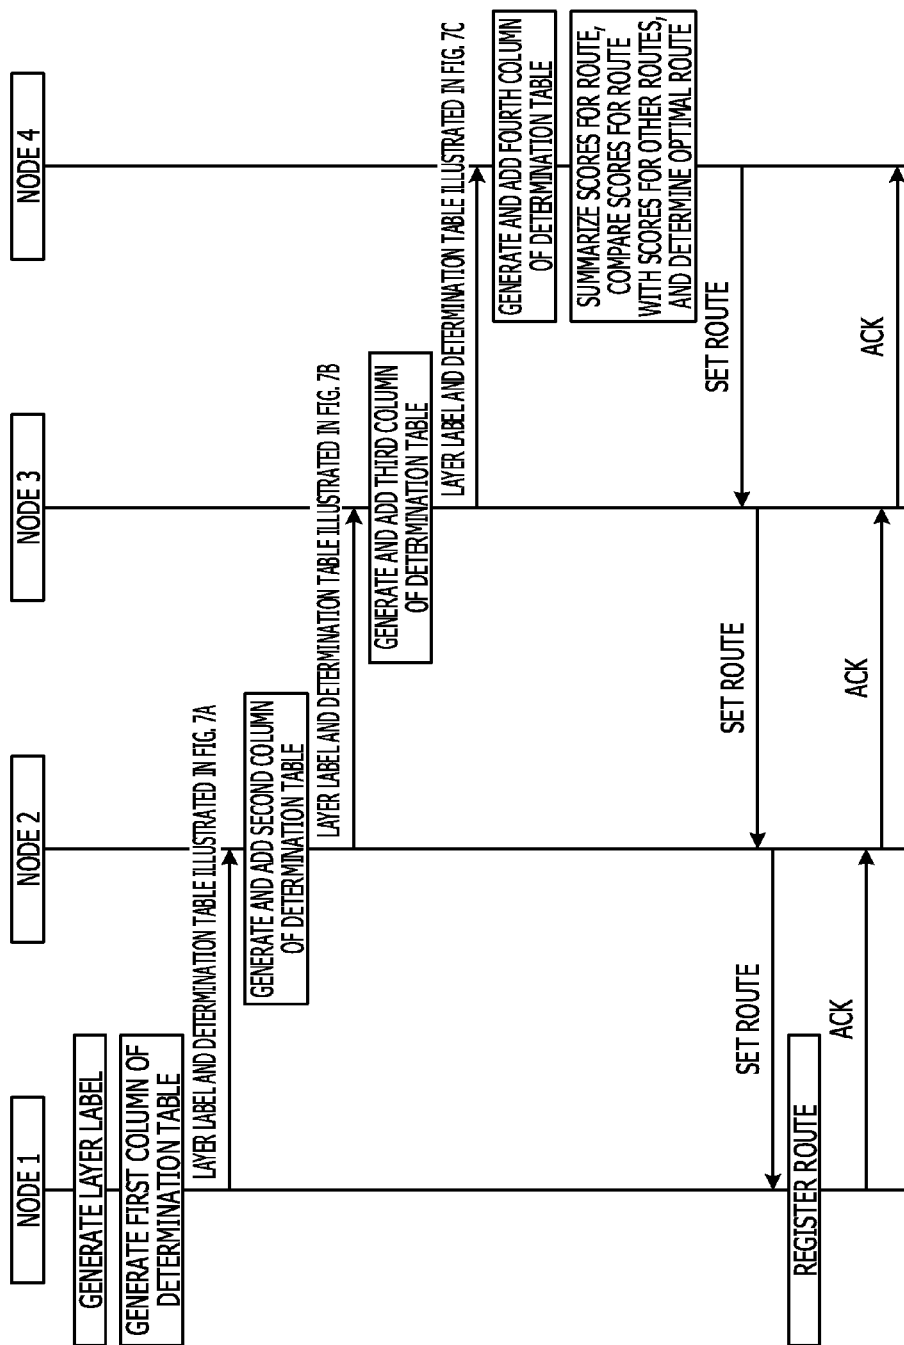 NODE 1
NODE 2
NODE 3
NODE 4
GENERATE LAYER LABEL
GENERATE FIRST COLUMN OF
DETERMINATION TABLE
LAYER LABEL AND DETERMINATION TABLE ILLUSTRATED IN FIG. 7A
GENERATE AND ADD SECOND COLUMN
OF DETERMINATION TABLE
LAYER LABEL AND DETERMINATION TABLE ILLUSTRATED IN FIG. 7B
GENERATE AND ADD THIRD COLUMN
OF DETERMINATION TABLE
LAYER LABEL AND DETERMINATION TABLE ILLUSTRATED IN FIG. 7C
GENERATE AND ADD FOURTH COLUMN
OF DETERMINATION TABLE
SUMMARIZE SCORES FOR ROUTE,
COMPARE SCORES FOR ROUTE
WITH SCORES FOR OTHER ROUTES,
AND DETERMINE OPTIMAL ROUTE
SET ROUTE
SET ROUTE
SET ROUTE
REGISTER ROUTE
ACK
ACK
ACK